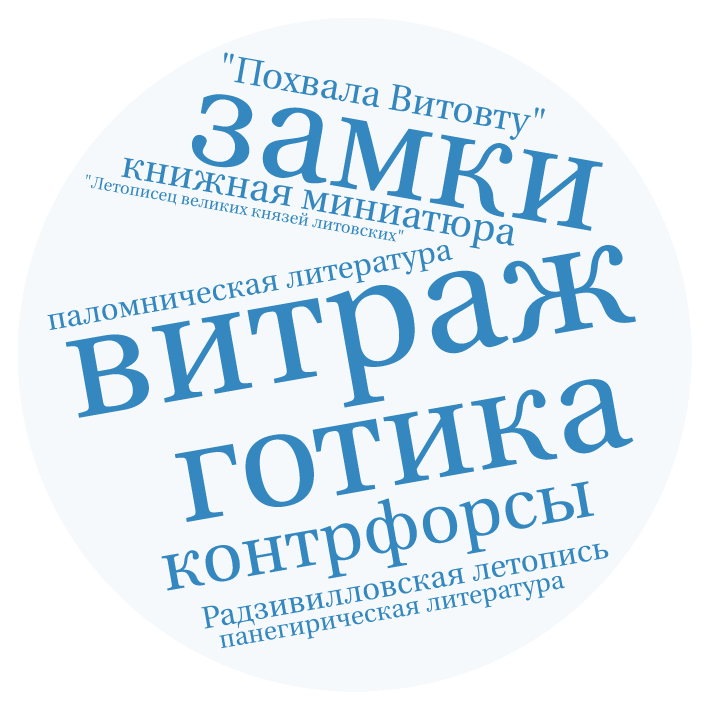 "Похвала Витовту"
замки
книжная миниатюра
"Летописец великих князей литовских"
паломническая литература
витраж
готика
контрфорсы
Радзивилловская летопись
панегирическая литература